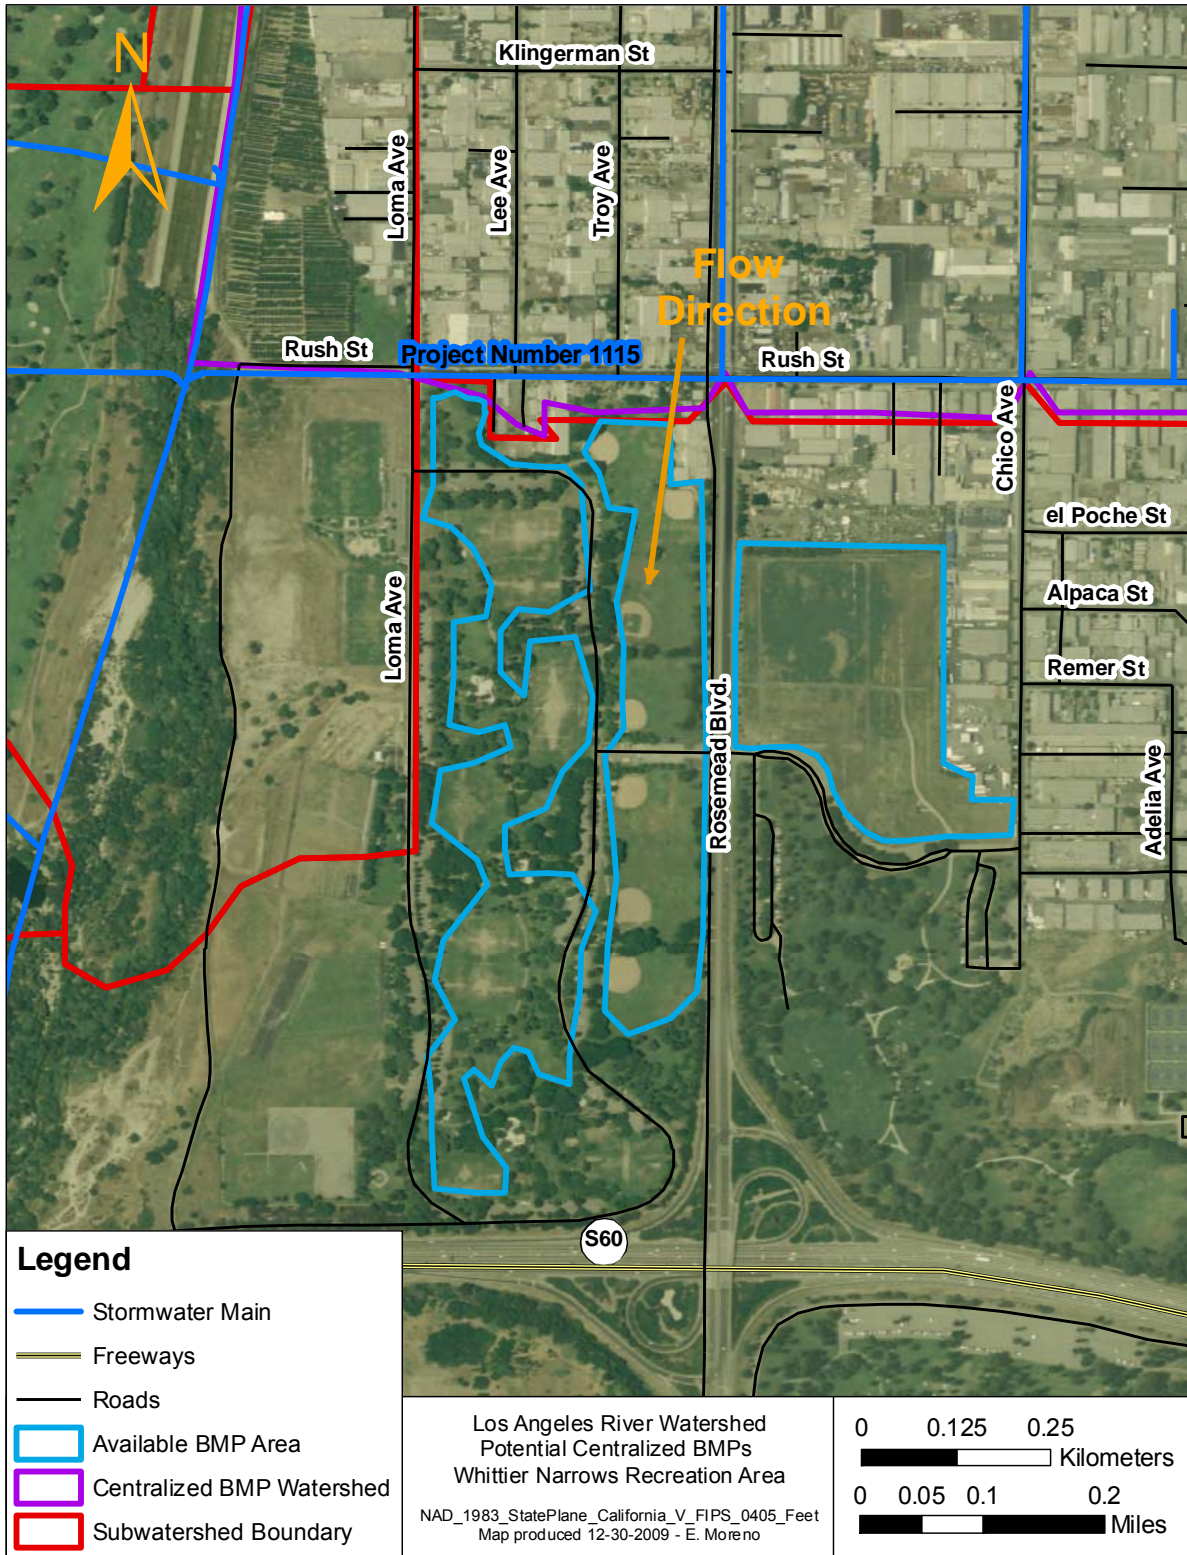 N
Klingerman St
Loma Ave
Lee Ave
Troy Ave
Flow
Direction
Rush St
Project Number 1115
Rush St
Chico Ave
el Poche St
Alpaca St
Loma Ave
Remer St
Rosemead Blvd.
Adelia Ave
S60
Legend
Stormwater Main
Freeways
Roads
Available BMP Area
Centralized BMP Watershed
Subwatershed Boundary
Los Angeles River Watershed
Potential Centralized BMPs
Whittier Narrows Recreation Area
NAD_1983_StatePlane_California_V_FIPS_0405_Feet
Map produced 12-30-2009 - E. Moreno
0 0.125 0.25
Kilometers
0 0.05 0.1 0.2
Miles